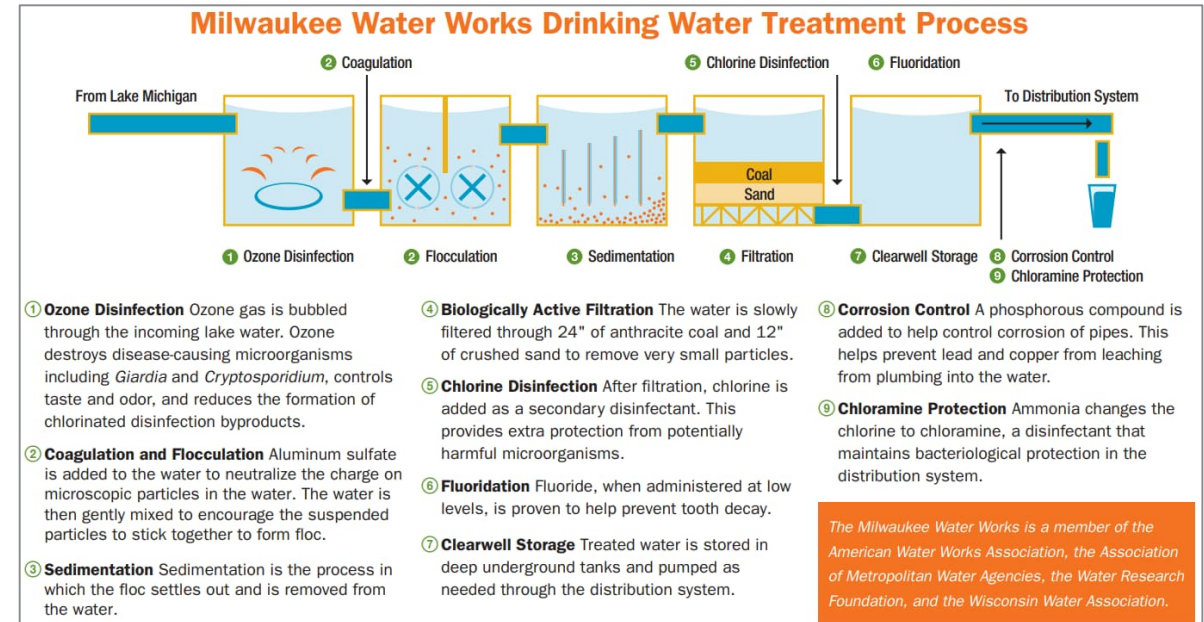 Milwaukee Water Works Drinking Water Treatment Process
2 Coagulation
5 Chlorine Disinfection
6 Fluoridation
From Lake Michigan
To Distribution System
Coal
Sand
1 Ozone Disinfection
2 Flocculation
3 Sedimentation
4 Filtration
7 Clearwell Storage
8 Corrosion Control
9 Chloramine Protection
1 Ozone Disinfection Ozone gas is bubbled
through the incoming lake water. Ozone
destroys disease-causing microorganisms
including Giardia and Cryptosporidium, controls
taste and odor, and reduces the formation of
chlorinated disinfection byproducts.
2 Coagulation and Flocculation Aluminum sulfate
is added to the water to neutralize the charge on
microscopic particles in the water. The water is
then gently mixed to encourage the suspended
particles to stick together to form floc.
3 Sedimentation Sedimentation is the process in
which the floc settles out and is removed from
the water.
4 Biologically Active Filtration The water is slowly
filtered through 24" of anthracite coal and 12"
of crushed sand to remove very small particles.
5 Chlorine Disinfection After filtration, chlorine is
added as a secondary disinfectant. This
provides extra protection from potentially
harmful microorganisms.
6 Fluoridation Fluoride, when administered at low
levels, is proven to help prevent tooth decay.
7 Clearwell Storage Treated water is stored in
deep underground tanks and pumped as
needed through the distribution system.
8 Corrosion Control A phosphorous compound is
added to help control corrosion of pipes. This
helps prevent lead and copper from leaching
from plumbing into the water.
9 Chloramine Protection Ammonia changes the
chlorine to chloramine, a disinfectant that
maintains bacteriological protection in the
distribution system.
The Milwaukee Water Works is a member of the
American Water Works Association, the Association
of Metropolitan Water Agencies, the Water Research
Foundation, and the Wisconsin Water Association.